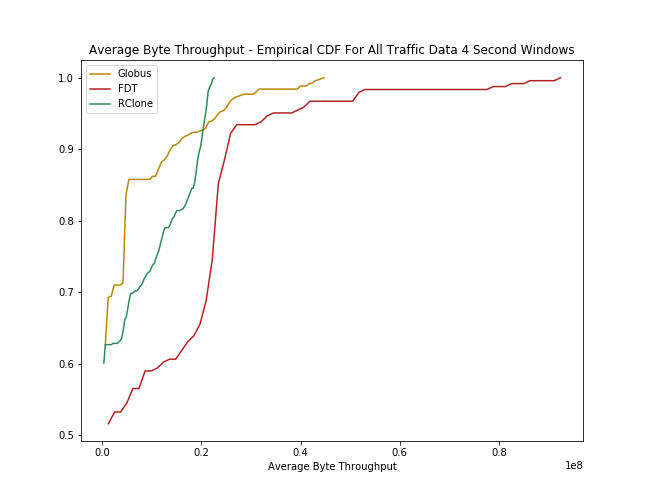 Average Byte Throughput - Empirical CDF For All Traffic Data 4 Second Windows
Globus
FDT
RClone
1.0
0.9
0.8
0.7
0.6
0.5
0.0 0.2 0.4 0.6 0.8
1e8
Average Byte Throughput